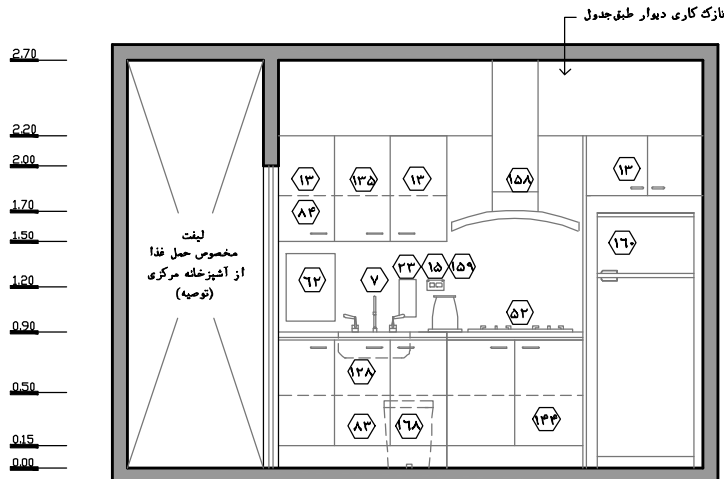 نازک کاری دیوار طبق جدول
2.70
2.20
2.00
1.70
1.50
1.20
0.90
0.50
0.15
0.00
لیفت
مخصوص حمل غذا
از آشپزخانه مرکزی
(توصیه)
۱۳ ۱۳۵ ۱۳ ۱۵۸ ۱۳
۸۴
۱۶۰
۶۲ ۷ ۲۳ ۱۵ ۱۵۹
۵۲
۱۲۸
۸۳ ۱۶۸ ۱۴۴